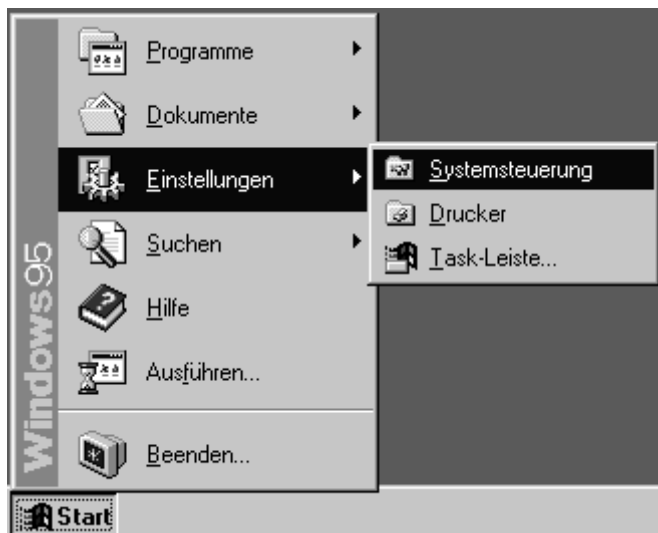 Programme
Dokumente
Einstellungen
Systemsteuerung
Drucker
Task-Leiste...
Suchen
Hilfe
Ausführen...
Beenden...
Windows95
Start